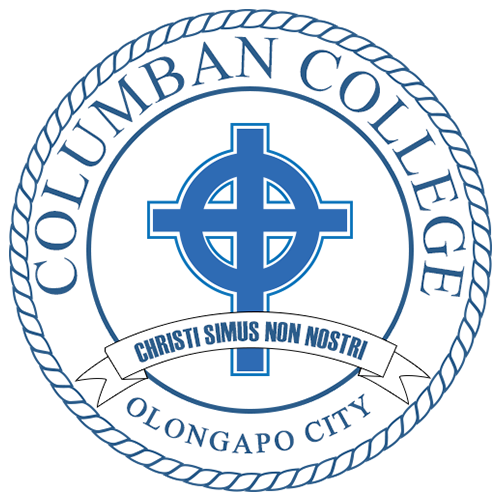 COLUMBAN COLLEGE
CHRISTI SIMUS NON NOSTRI
OLONGAPO CITY